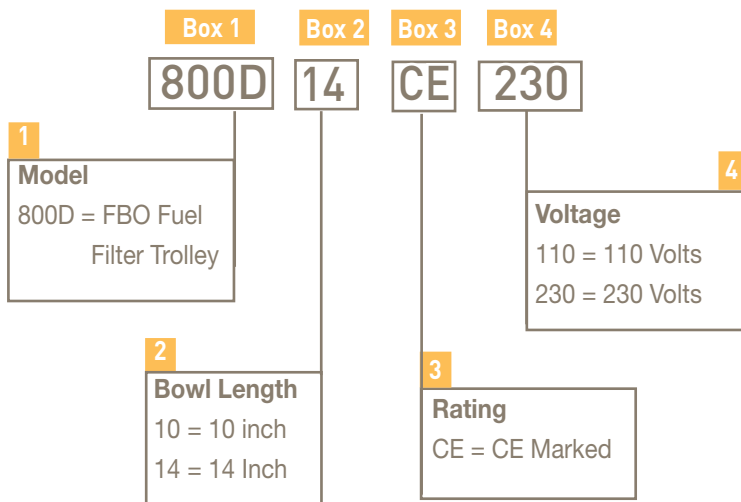 Box 1 Box 2 Box 3 Box 4
800D 14 CE 230
1
Model
800D = FBO Fuel
Filter Trolley
4
Voltage
110 = 110 Volts
230 = 230 Volts
2
Bowl Length
10 = 10 inch
14 = 14 Inch
3
Rating
CE = CE Marked